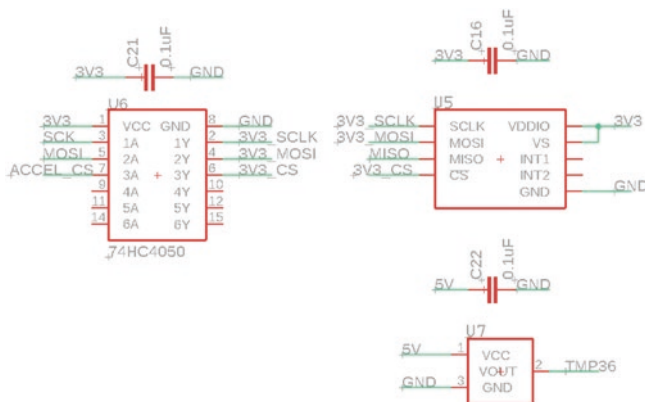 C21
0.1uF
3V3
GND
U6
3V3 1 VCC GND 8 GND
SCK 3 1A 1Y 2 3V3_SCLK
MOSI 5 2A 2Y 4 3V3_MOSI
ACCEL_CS 7 3A 3Y 6 3V3_CS
9 4A 4Y 10
11 5A 5Y 12
14 6A 6Y 15
74HC4050
C16
0.1uF
3V3
GND
U5
3V3_SCLK SCLK VDDIO 3V3
3V3_MOSI MOSI VS
MISO MISO INT1
3V3_CS CS INT2
GND GND
C22
0.1uF
5V
GND
U7
5V 1 VCC
VOUT 2 TMP36
GND 3 GND